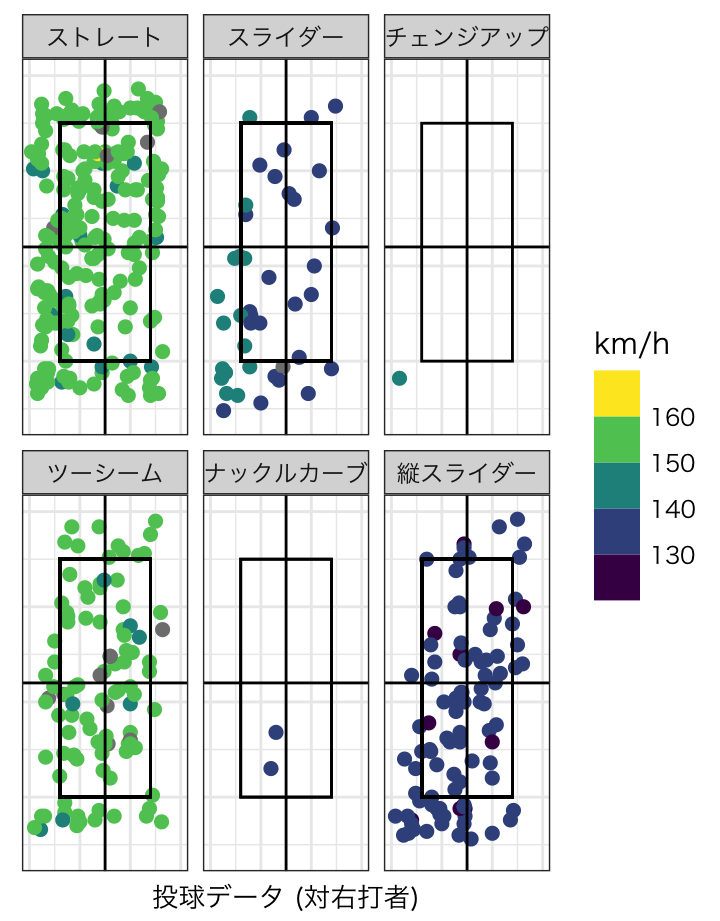 ストレート
スライダー
チェンジアップ
km/h
160
150
140
130
ツーシーム
ナックルカーブ
縦スライダー
投球データ (対右打者)